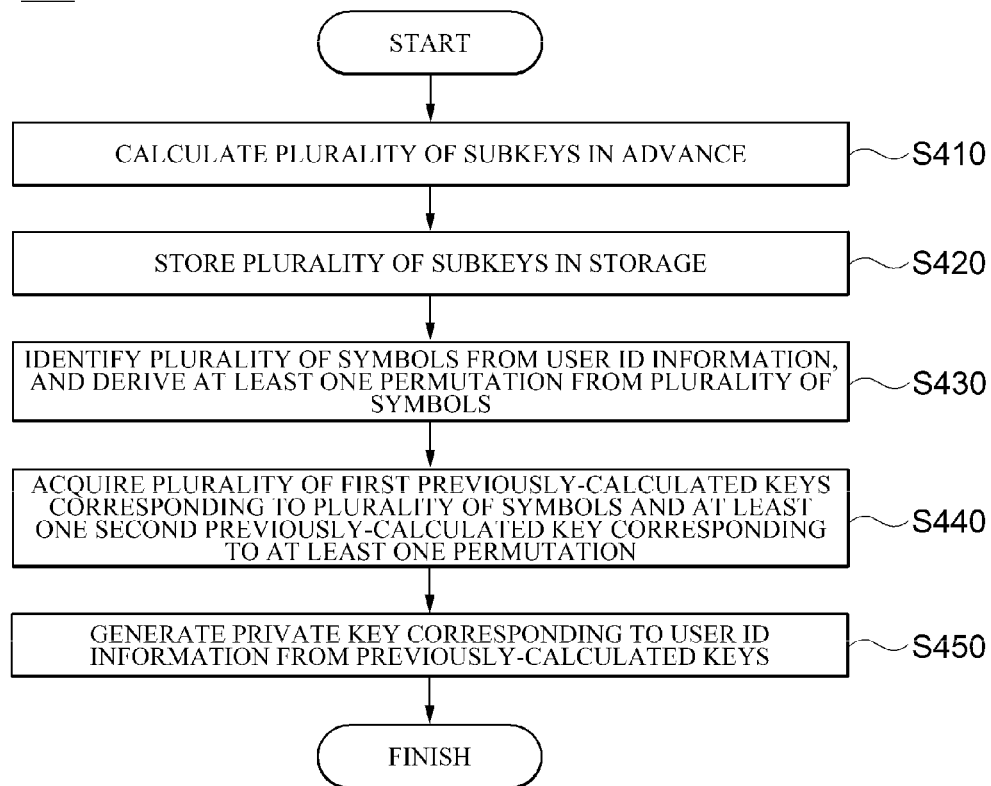 START
CALCULATE PLURALITY OF SUBKEYS IN ADVANCE
S410
STORE PLURALITY OF SUBKEYS IN STORAGE
S420
IDENTIFY PLURALITY OF SYMBOLS FROM USER ID INFORMATION,
AND DERIVE AT LEAST ONE PERMUTATION FROM PLURALITY OF
SYMBOLS
S430
ACQUIRE PLURALITY OF FIRST PREVIOUSLY-CALCULATED KEYS
CORRESPONDING TO PLURALITY OF SYMBOLS AND AT LEAST
ONE SECOND PREVIOUSLY-CALCULATED KEY CORRESPONDING
TO AT LEAST ONE PERMUTATION
S440
GENERATE PRIVATE KEY CORRESPONDING TO USER ID
INFORMATION FROM PREVIOUSLY-CALCULATED KEYS
S450
FINISH